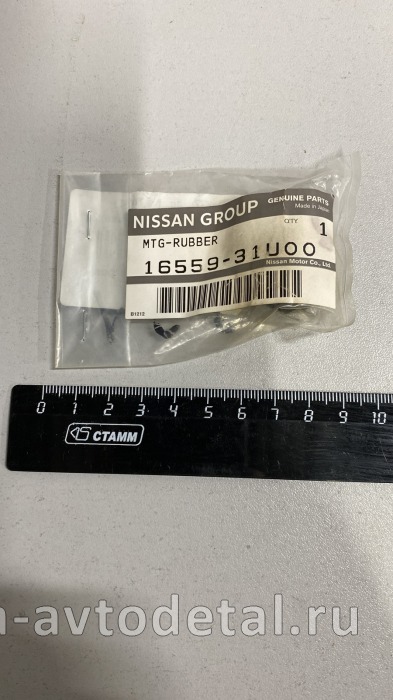 NISSAN GROUP GENUINE PARTS
Made in Japan
MTG-RUBBER QTY 1
16559-31U00
Nissan Motor Co., Ltd.
B1012
0 1 2 3 4 5 6 7 8 9 10
СТАММ
-avtodetal.ru